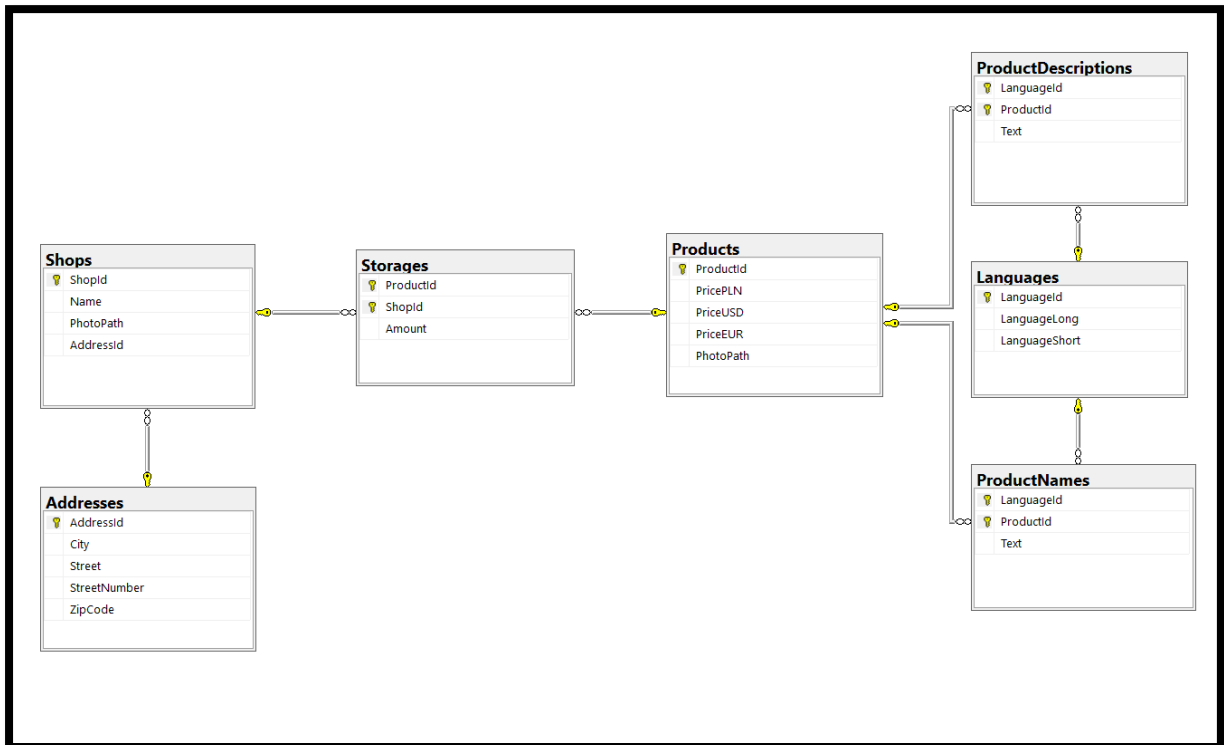 ProductDescriptions
LanguageId
ProductId
Text
Shops
ShopId
Name
PhotoPath
AddressId
Storages
ProductId
ShopId
Amount
Products
ProductId
PricePLN
PriceUSD
PriceEUR
PhotoPath
Languages
LanguageId
LanguageLong
LanguageShort
Addresses
AddressId
City
Street
StreetNumber
ZipCode
ProductNames
LanguageId
ProductId
Text